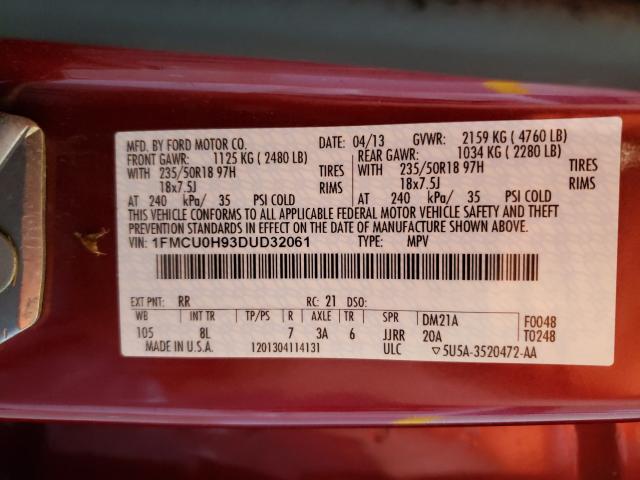 MFD. BY FORD MOTOR CO. DATE: 04/13 GVWR: 2159 KG ( 4760 LB)
FRONT GAWR: 1125 KG ( 2480 LB) REAR GAWR: 1034 KG ( 2280 LB)
WITH 235/50R18 97H TIRES WITH 235/50R18 97H TIRES
18x7.5J RIMS 18x7.5J RIMS
AT 240 kPa/ 35 PSI COLD AT 240 kPa/ 35 PSI COLD
THIS VEHICLE CONFORMS TO ALL APPLICABLE FEDERAL MOTOR VEHICLE SAFETY AND THEFT
PREVENTION STANDARDS IN EFFECT ON THE DATE OF MANUFACTURE SHOWN ABOVE.
VIN: 1FMCU0H93DUD32061 TYPE: MPV
EXT PNT: RR RC: 21 DSO:
WB INT TR TP/PS R AXLE TR SPR DM21A F0048
105 8L 7 3A 6 JJRR 20A T0248
MADE IN U.S.A. 1201304114131 ULC ▽5U5A-3520472-AA